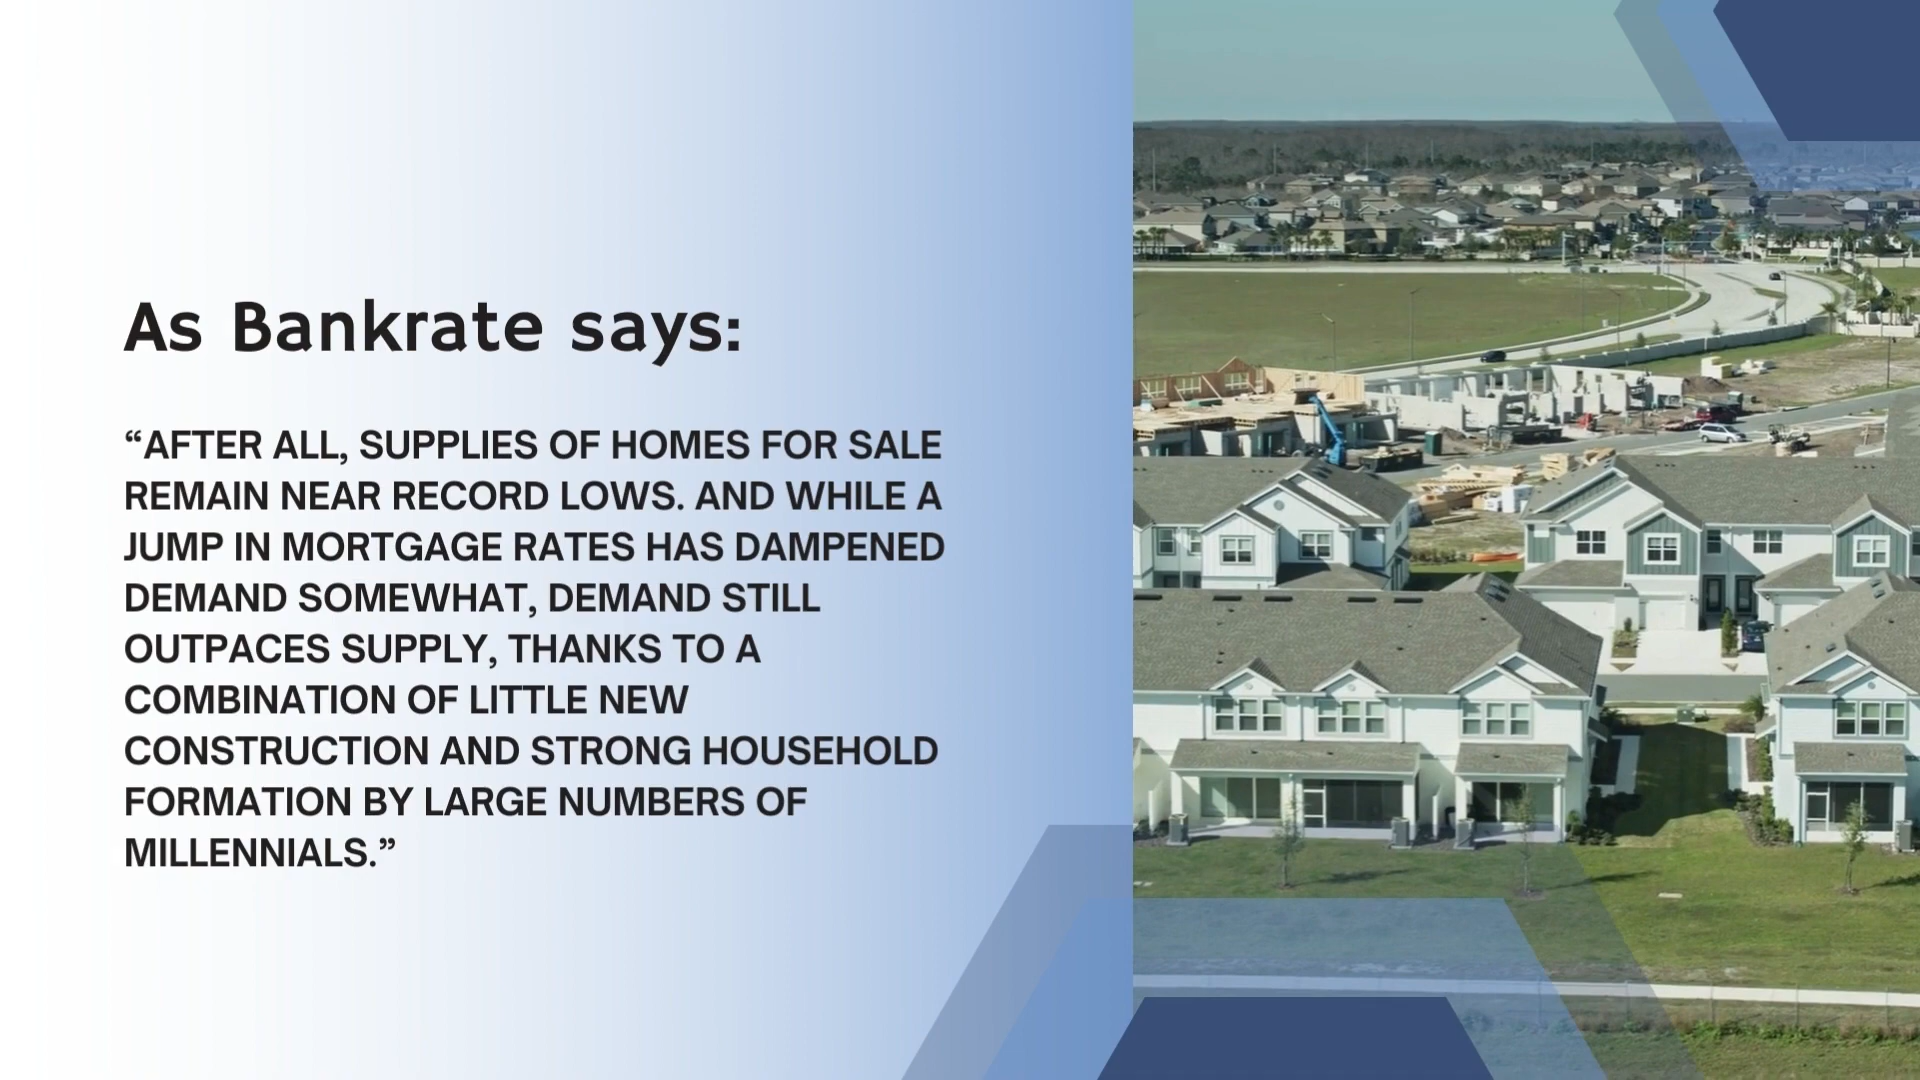 As Bankrate says:
“AFTER ALL, SUPPLIES OF HOMES FOR SALE
REMAIN NEAR RECORD LOWS. AND WHILE A
JUMP IN MORTGAGE RATES HAS DAMPENED
DEMAND SOMEWHAT, DEMAND STILL
OUTPACES SUPPLY, THANKS TO A
COMBINATION OF LITTLE NEW
CONSTRUCTION AND STRONG HOUSEHOLD
FORMATION BY LARGE NUMBERS OF
MILLENNIALS.”